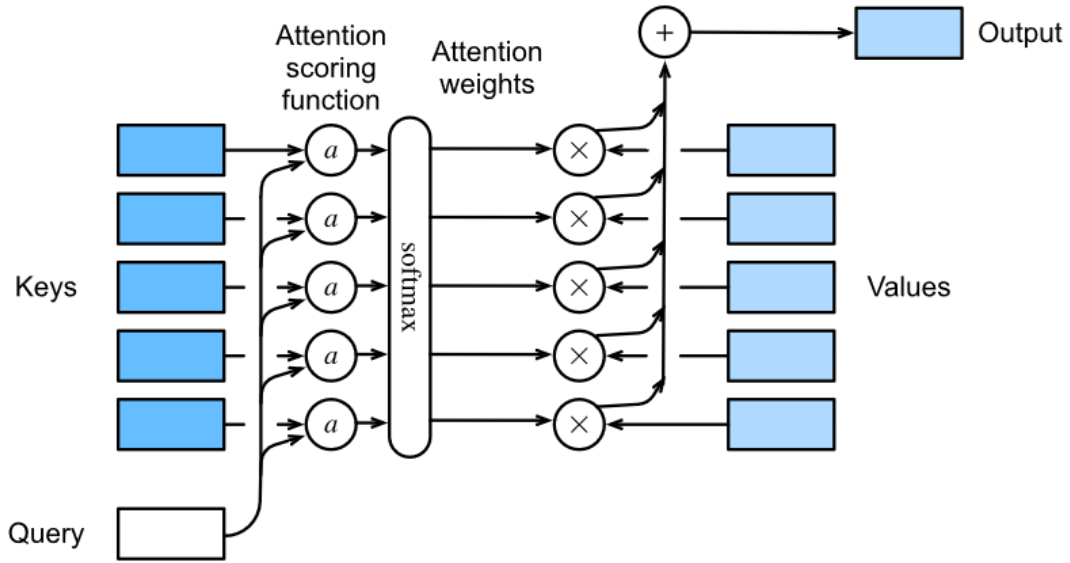 Attention
scoring
function
Attention
weights
+
Output
a
×
a
×
Keys
a
softmax
×
Values
a
×
a
×
Query